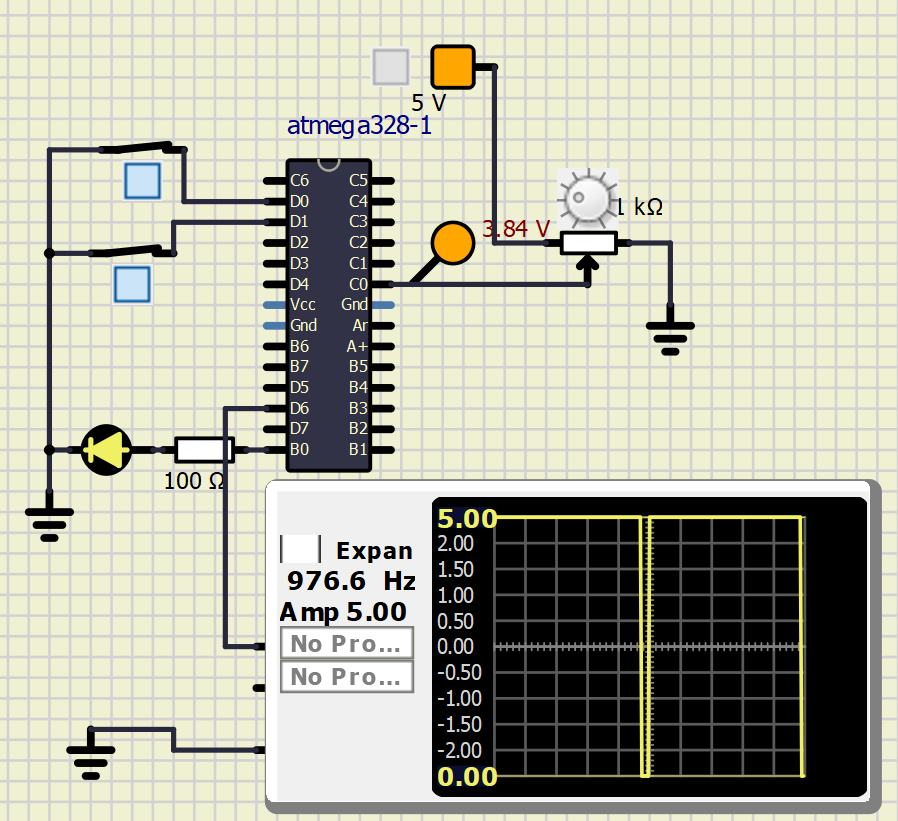 5 V
atmega328-1
C6 C5
D0 C4
D1 C3
D2 C2
D3 C1
D4 C0
Vcc Gnd
Gnd Ar
B6 A+
B7 B5
D5 B4
D6 B3
D7 B2
B0 B1
3.84 V
1 kΩ
100 Ω
Expan
976.6 Hz
Amp 5.00
No Pro...
No Pro...
5.00
2.00
1.50
1.00
0.50
0.00
-0.50
-1.00
-1.50
-2.00
0.00